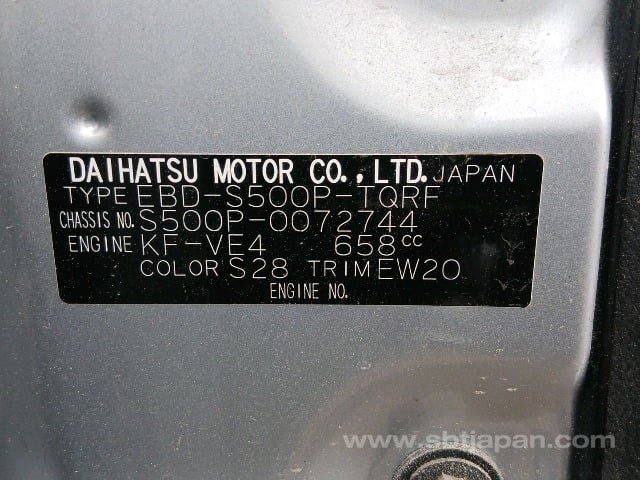 DAIHATSU MOTOR CO., LTD. JAPAN
TYPE EBD-S500P-TQRF
CHASSIS NO. S500P-0072744
ENGINE KF-VE4 658cc
COLOR S28 TRIM EW20
ENGINE NO.
www.sbtjapan.com